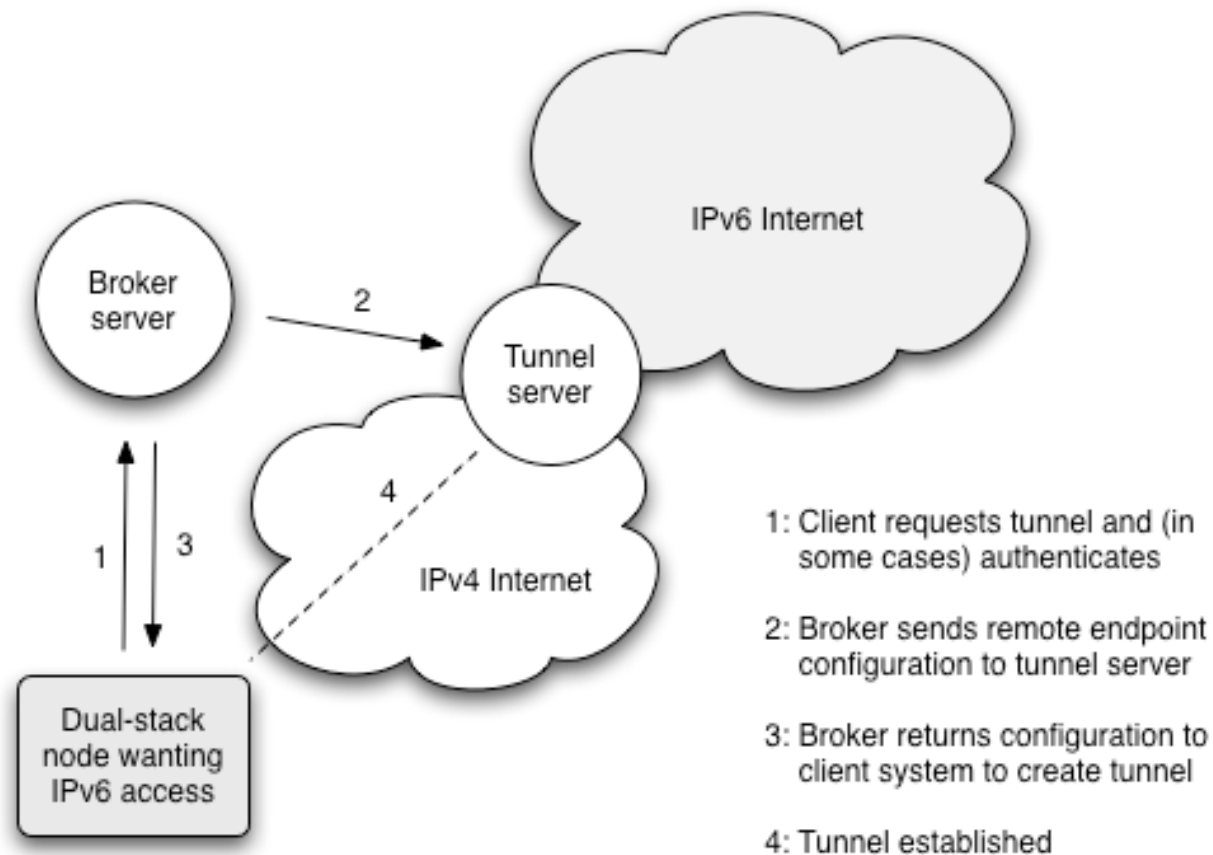 IPv6 Internet
Broker
server
2
Tunnel
server
4
1
3
IPv4 Internet
Dual-stack
node wanting
IPv6 access
1: Client requests tunnel and (in
some cases) authenticates
2: Broker sends remote endpoint
configuration to tunnel server
3: Broker returns configuration to
client system to create tunnel
4: Tunnel established